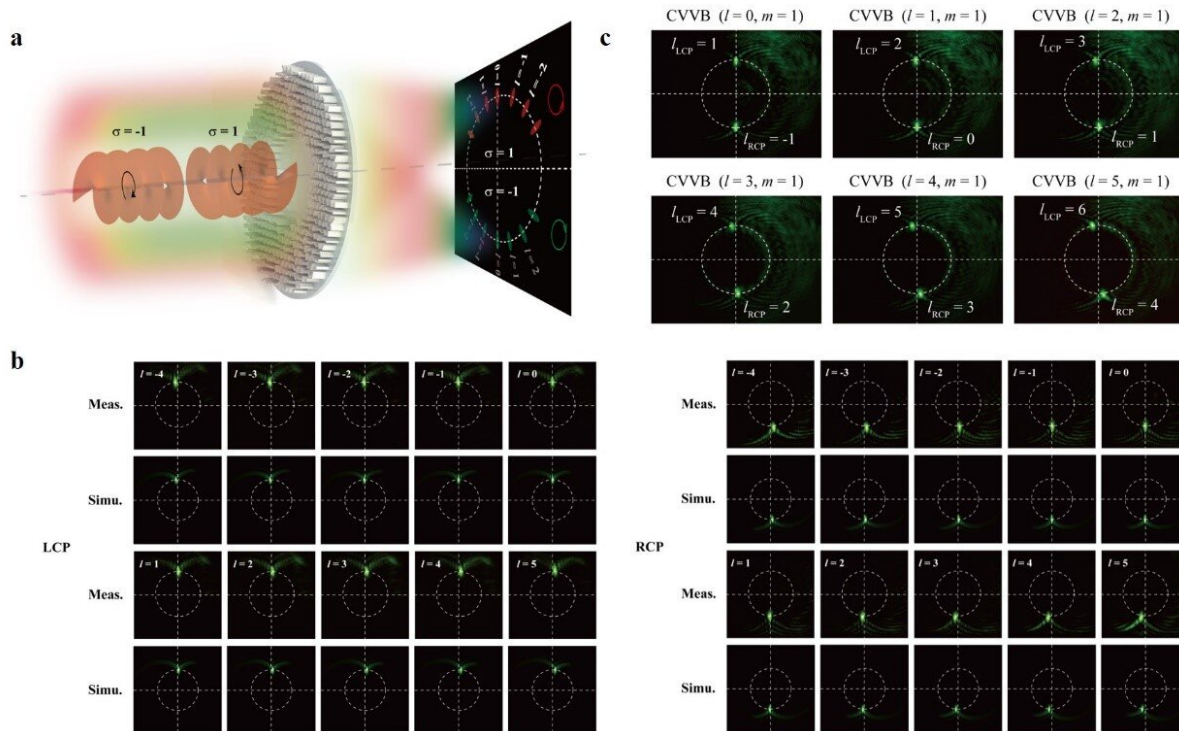 a
σ = -1
σ = 1
l = 0
l = -1
l = -2
σ = 1
σ = -1
l = 0
l = 1
l = 2
c
CVVB (l = 0, m = 1)
CVVB (l = 1, m = 1)
CVVB (l = 2, m = 1)
lLCP = 1
lLCP = 2
lLCP = 3
lRCP = -1
lRCP = 0
lRCP = 1
CVVB (l = 3, m = 1)
CVVB (l = 4, m = 1)
CVVB (l = 5, m = 1)
lLCP = 4
lLCP = 5
lLCP = 6
lRCP = 2
lRCP = 3
lRCP = 4
b
LCP
Meas.
l = -4
l = -3
l = -2
l = -1
l = 0
Simu.
Meas.
l = 1
l = 2
l = 3
l = 4
l = 5
Simu.
RCP
Meas.
l = -4
l = -3
l = -2
l = -1
l = 0
Simu.
Meas.
l = 1
l = 2
l = 3
l = 4
l = 5
Simu.